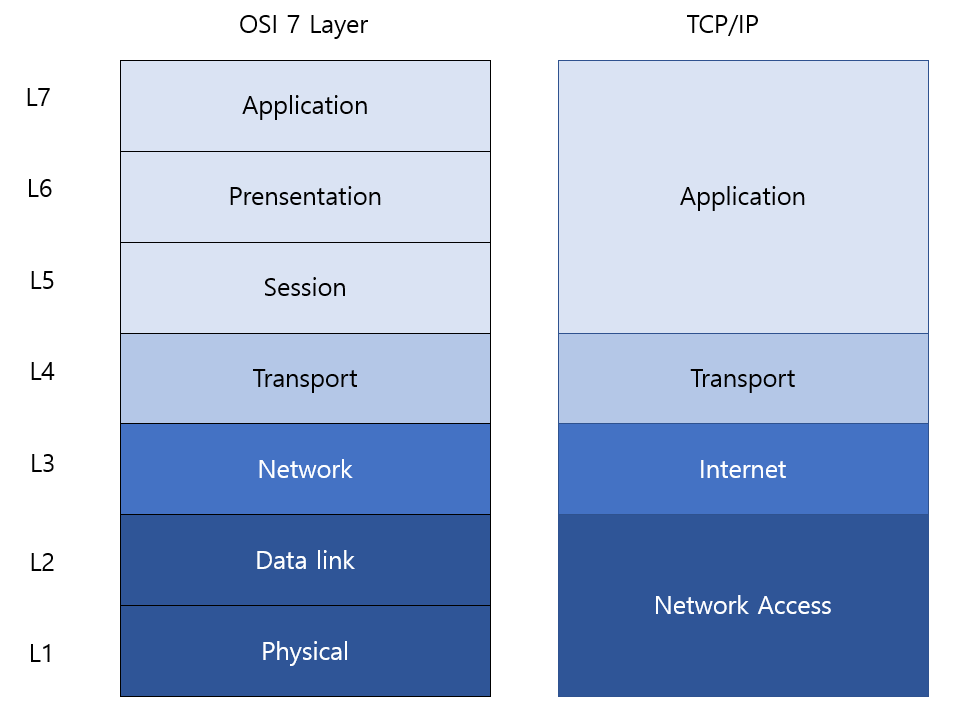 OSI 7 Layer
TCP/IP
L7
Application
L6
Prensentation
Application
L5
Session
L4
Transport
Transport
L3
Network
Internet
L2
Data link
Network Access
L1
Physical